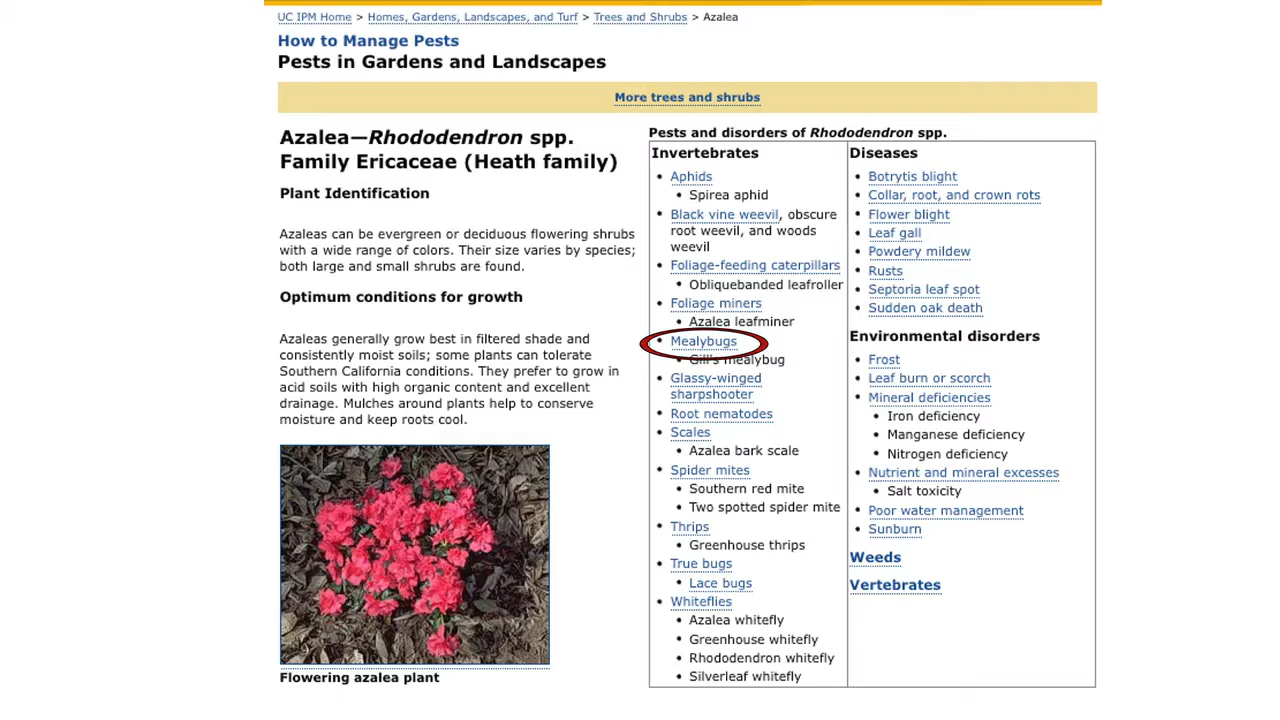 UC IPM Home > Homes, Gardens, Landscapes, and Turf > Trees and Shrubs > Azalea
How to Manage Pests
Pests in Gardens and Landscapes
More trees and shrubs
Azalea—Rhododendron spp.
Family Ericaceae (Heath family)
Plant Identification
Azaleas can be evergreen or deciduous flowering shrubs
with a wide range of colors. Their size varies by species;
both large and small shrubs are found.
Optimum conditions for growth
Azaleas generally grow best in filtered shade and
consistently moist soils; some plants can tolerate
Southern California conditions. They prefer to grow in
acid soils with high organic content and excellent
drainage. Mulches around plants help to conserve
moisture and keep roots cool.
Flowering azalea plant
Pests and disorders of Rhododendron spp.
Invertebrates
• Aphids
• Spirea aphid
• Black vine weevil, obscure
root weevil, and woods
weevil
• Foliage-feeding caterpillars
• Obliquebanded leafroller
• Foliage miners
• Azalea leafminer
• Mealybugs
• Gill's mealybug
• Glassy-winged
sharpshooter
• Root nematodes
• Scales
• Azalea bark scale
• Spider mites
• Southern red mite
• Two spotted spider mite
• Thrips
• Greenhouse thrips
• True bugs
• Lace bugs
• Whiteflies
• Azalea whitefly
• Greenhouse whitefly
• Rhododendron whitefly
• Silverleaf whitefly
Diseases
• Botrytis blight
• Collar, root, and crown rots
• Flower blight
• Leaf gall
• Powdery mildew
• Rusts
• Septoria leaf spot
• Sudden oak death
Environmental disorders
• Frost
• Leaf burn or scorch
• Mineral deficiencies
• Iron deficiency
• Manganese deficiency
• Nitrogen deficiency
• Nutrient and mineral excesses
• Salt toxicity
• Poor water management
• Sunburn
Weeds
Vertebrates